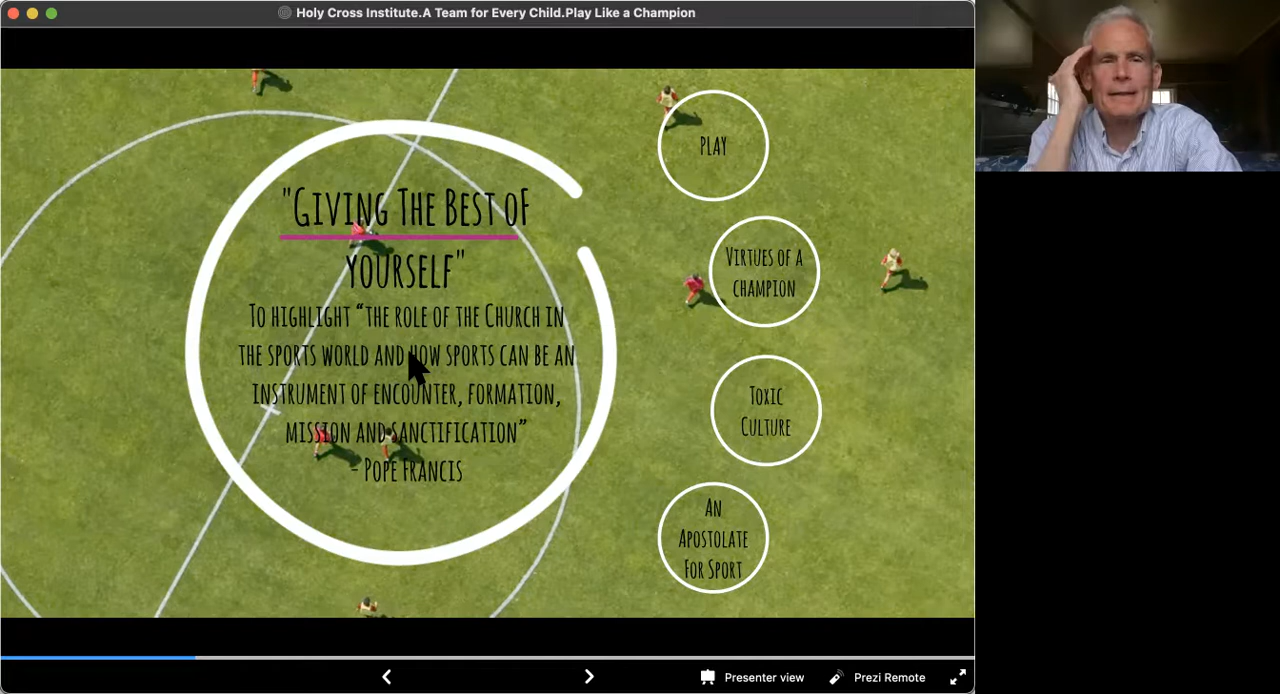 Holy Cross Institute.A Team for Every Child.Play Like a Champion
"Giving The Best of
yourself"
To highlight “the role of the Church in
the sports world and how sports can be an
instrument of encounter, formation,
mission and sanctification”
- Pope Francis
Play
Virtues of a
champion
Toxic
Culture
An
Apostolate
For Sport
Presenter view
Prezi Remote